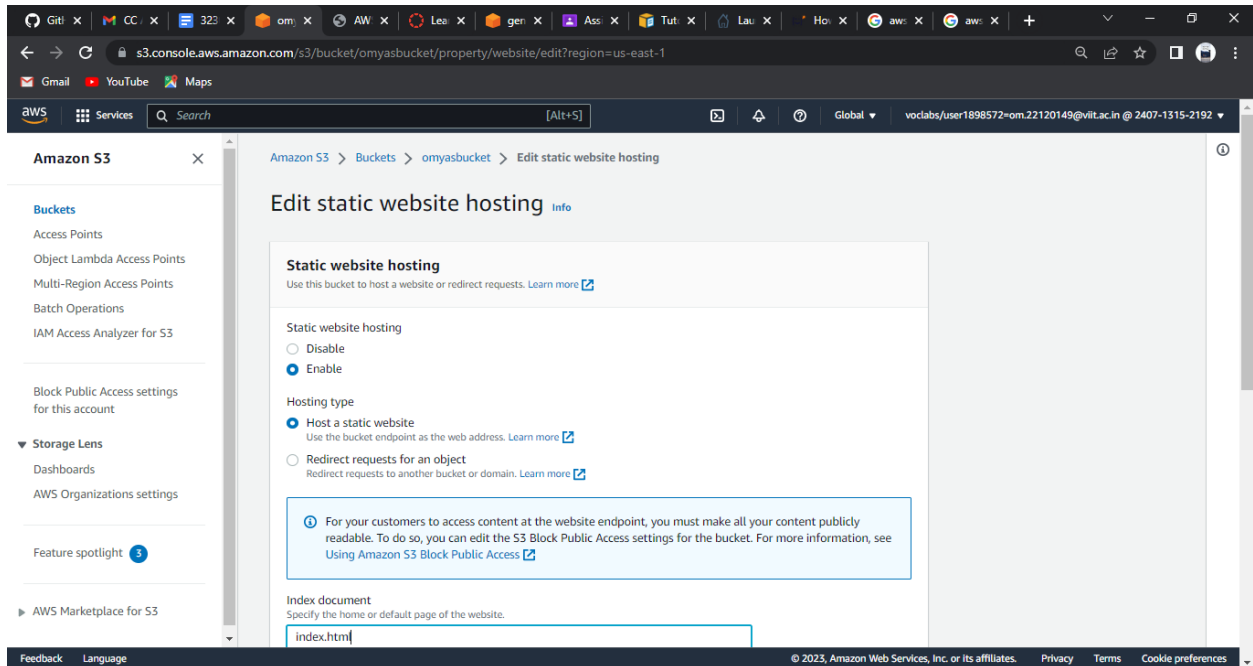 Gith
M CC
323
omy
AW
Lea
gen
Assi
Tut
Lau
Hov
aws
aws
s3.console.aws.amazon.com/s3/bucket/omyasbucket/property/website/edit?region=us-east-1
Gmail YouTube Maps
aws Services Search [Alt+S] Global voclabs/user1898572=om.22120149@viit.ac.in @ 2407-1315-2192
Amazon S3
Buckets
Access Points
Object Lambda Access Points
Multi-Region Access Points
Batch Operations
IAM Access Analyzer for S3
Block Public Access settings
for this account
Storage Lens
Dashboards
AWS Organizations settings
Feature spotlight 3
AWS Marketplace for S3
Amazon S3 > Buckets > omyasbucket > Edit static website hosting
Edit static website hosting Info
Static website hosting
Use this bucket to host a website or redirect requests. Learn more
Static website hosting
Disable
Enable
Hosting type
Host a static website
Use the bucket endpoint as the web address. Learn more
Redirect requests for an object
Redirect requests to another bucket or domain. Learn more
For your customers to access content at the website endpoint, you must make all your content publicly
readable. To do so, you can edit the S3 Block Public Access settings for the bucket. For more information, see
Using Amazon S3 Block Public Access
Index document
Specify the home or default page of the website.
index.html
Feedback Language © 2023, Amazon Web Services, Inc. or its affiliates. Privacy Terms Cookie preferences